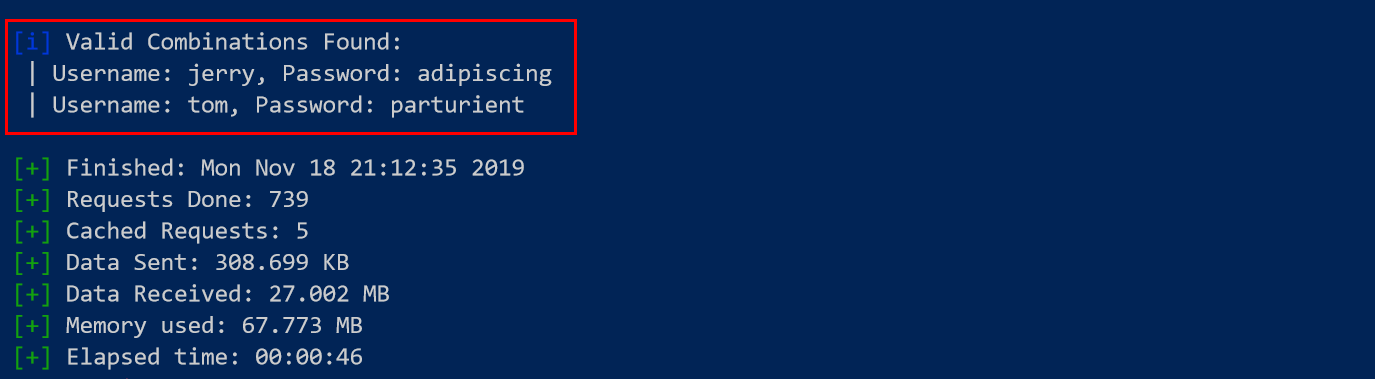 [i] Valid Combinations Found:
| Username: jerry, Password: adipiscing
| Username: tom, Password: parturient
[+] Finished: Mon Nov 18 21:12:35 2019
[+] Requests Done: 739
[+] Cached Requests: 5
[+] Data Sent: 308.699 KB
[+] Data Received: 27.002 MB
[+] Memory used: 67.773 MB
[+] Elapsed time: 00:00:46